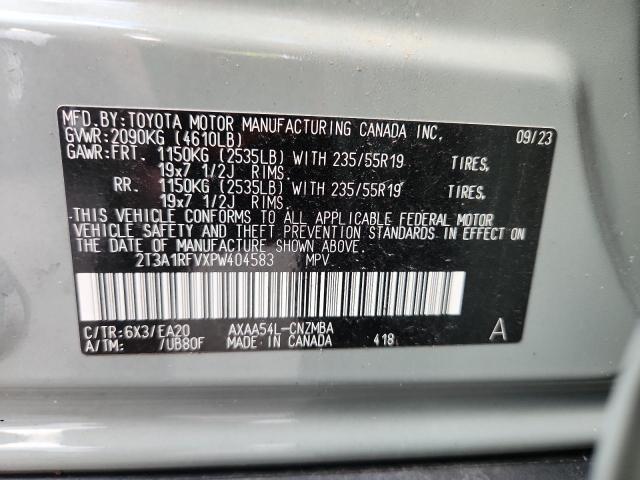 MFD.BY:TOYOTA MOTOR MANUFACTURING CANADA INC. 09/23
GVWR:2090KG (4610LB)
GAWR:FRT. 1150KG (2535LB) WITH 235/55R19 TIRES,
19x7 1/2J RIMS.
RR. 1150KG (2535LB) WITH 235/55R19 TIRES,
19x7 1/2J RIMS.
THIS VEHICLE CONFORMS TO ALL APPLICABLE FEDERAL MOTOR
VEHICLE SAFETY AND THEFT PREVENTION STANDARDS IN EFFECT ON
THE DATE OF MANUFACTURE SHOWN ABOVE.
2T3A1RFVXPW404583 MPV
C/TR:6X3/EA20 AXAA54L-CNZMBA
A/TM: /UB80F MADE IN CANADA 418 A